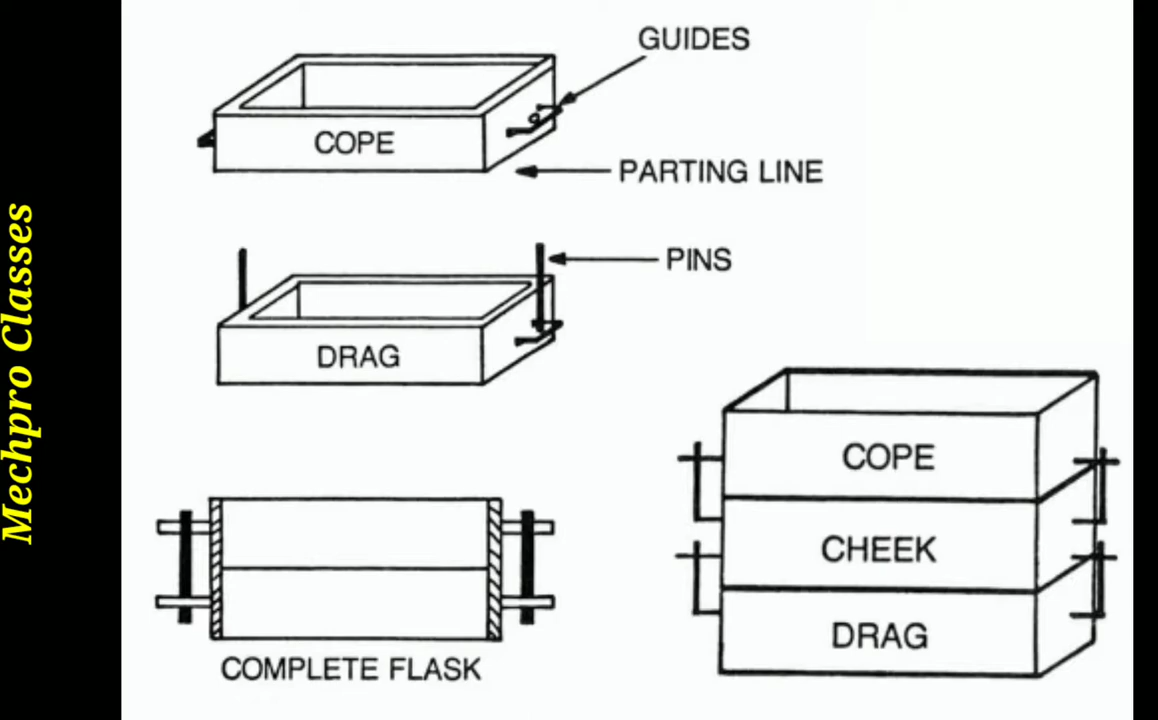 Mechpro Classes
GUIDES
COPE
PARTING LINE
PINS
DRAG
COMPLETE FLASK
COPE
CHEEK
DRAG